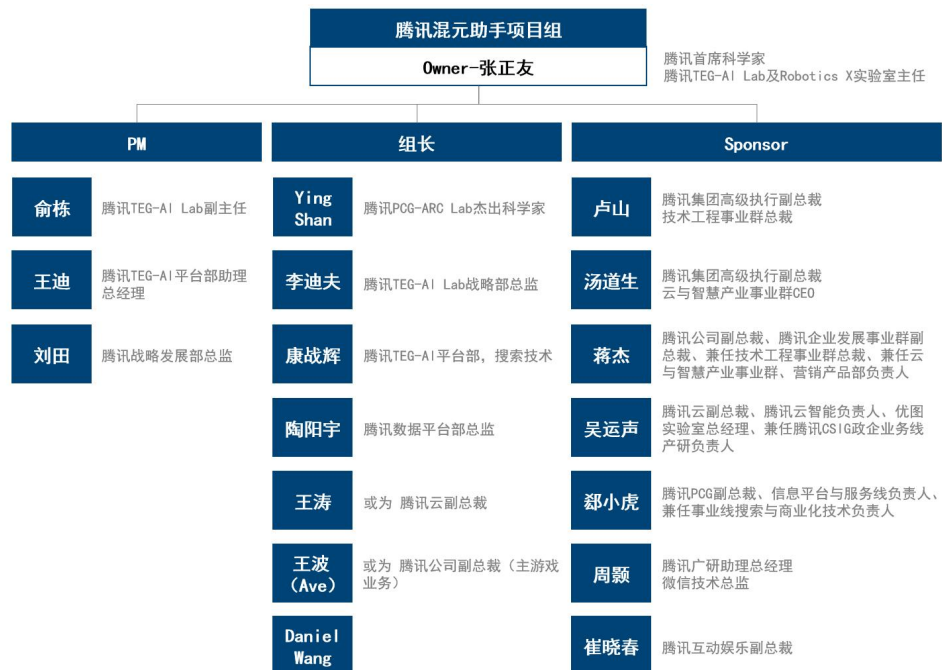 腾讯混元助手项目组
Owner-张正友
腾讯首席科学家
腾讯TEG-AI Lab及Robotics X实验室主任
PM
俞栋
腾讯TEG-AI Lab副主任
王迪
腾讯TEG-AI平台部助理
总经理
刘田
腾讯战略发展部总监
组长
Ying
Shan
腾讯PCG-ARC Lab杰出科学家
李迪夫
腾讯TEG-AI Lab战略部总监
康战辉
腾讯TEG-AI平台部，搜索技术
陶阳宇
腾讯数据平台部总监
王涛
或为 腾讯云副总裁
王波
（Ave）
或为 腾讯公司副总裁（主游戏
业务）
Daniel
Wang
Sponsor
卢山
腾讯集团高级执行副总裁
技术工程事业群总裁
汤道生
腾讯集团高级执行副总裁
云与智慧产业事业群CEO
蒋杰
腾讯公司副总裁、腾讯企业发展事业群副
总裁、兼任技术工程事业群总裁、兼任云
与智慧产业事业群、营销产品部负责人
吴运声
腾讯云副总裁、腾讯云智能负责人、优图
实验室总经理、兼任腾讯CSIG政企业务线
产研负责人
郄小虎
腾讯PCG副总裁、信息平台与服务线负责人、
兼任事业线搜索与商业化技术负责人
周颢
腾讯广研助理总经理
微信技术总监
崔晓春
腾讯互动娱乐副总裁